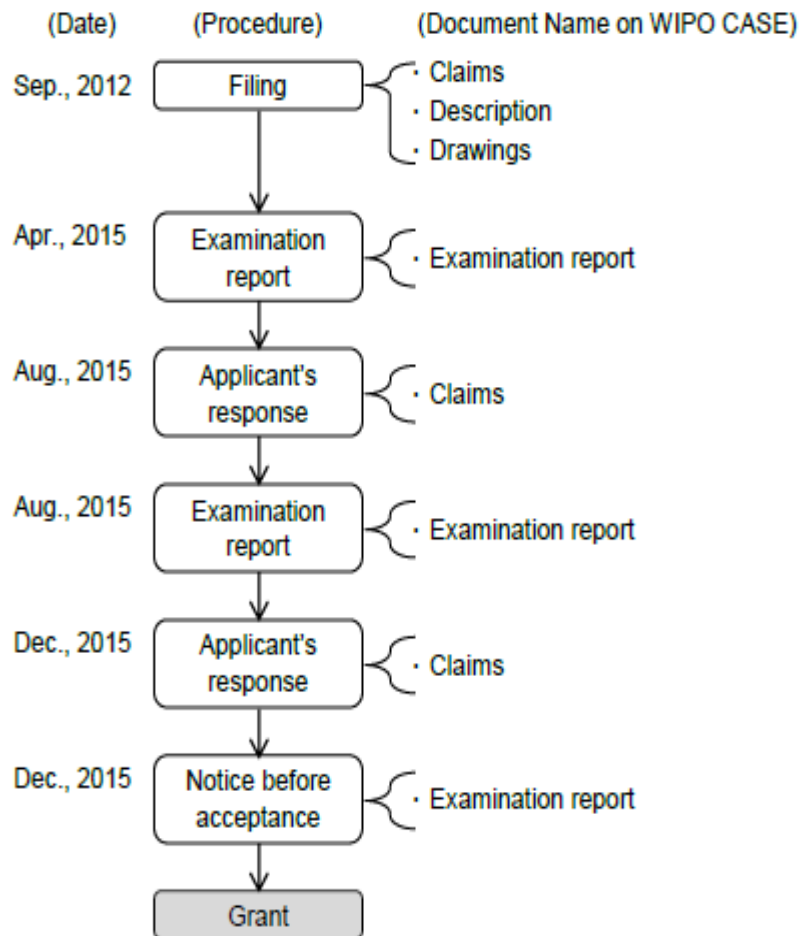 (Date) (Procedure) (Document Name on WIPO CASE)
Sep., 2012 Filing · Claims
· Description
· Drawings
Apr., 2015 Examination
report · Examination report
Aug., 2015 Applicant's
response · Claims
Aug., 2015 Examination
report · Examination report
Dec., 2015 Applicant's
response · Claims
Dec., 2015 Notice before
acceptance · Examination report
Grant